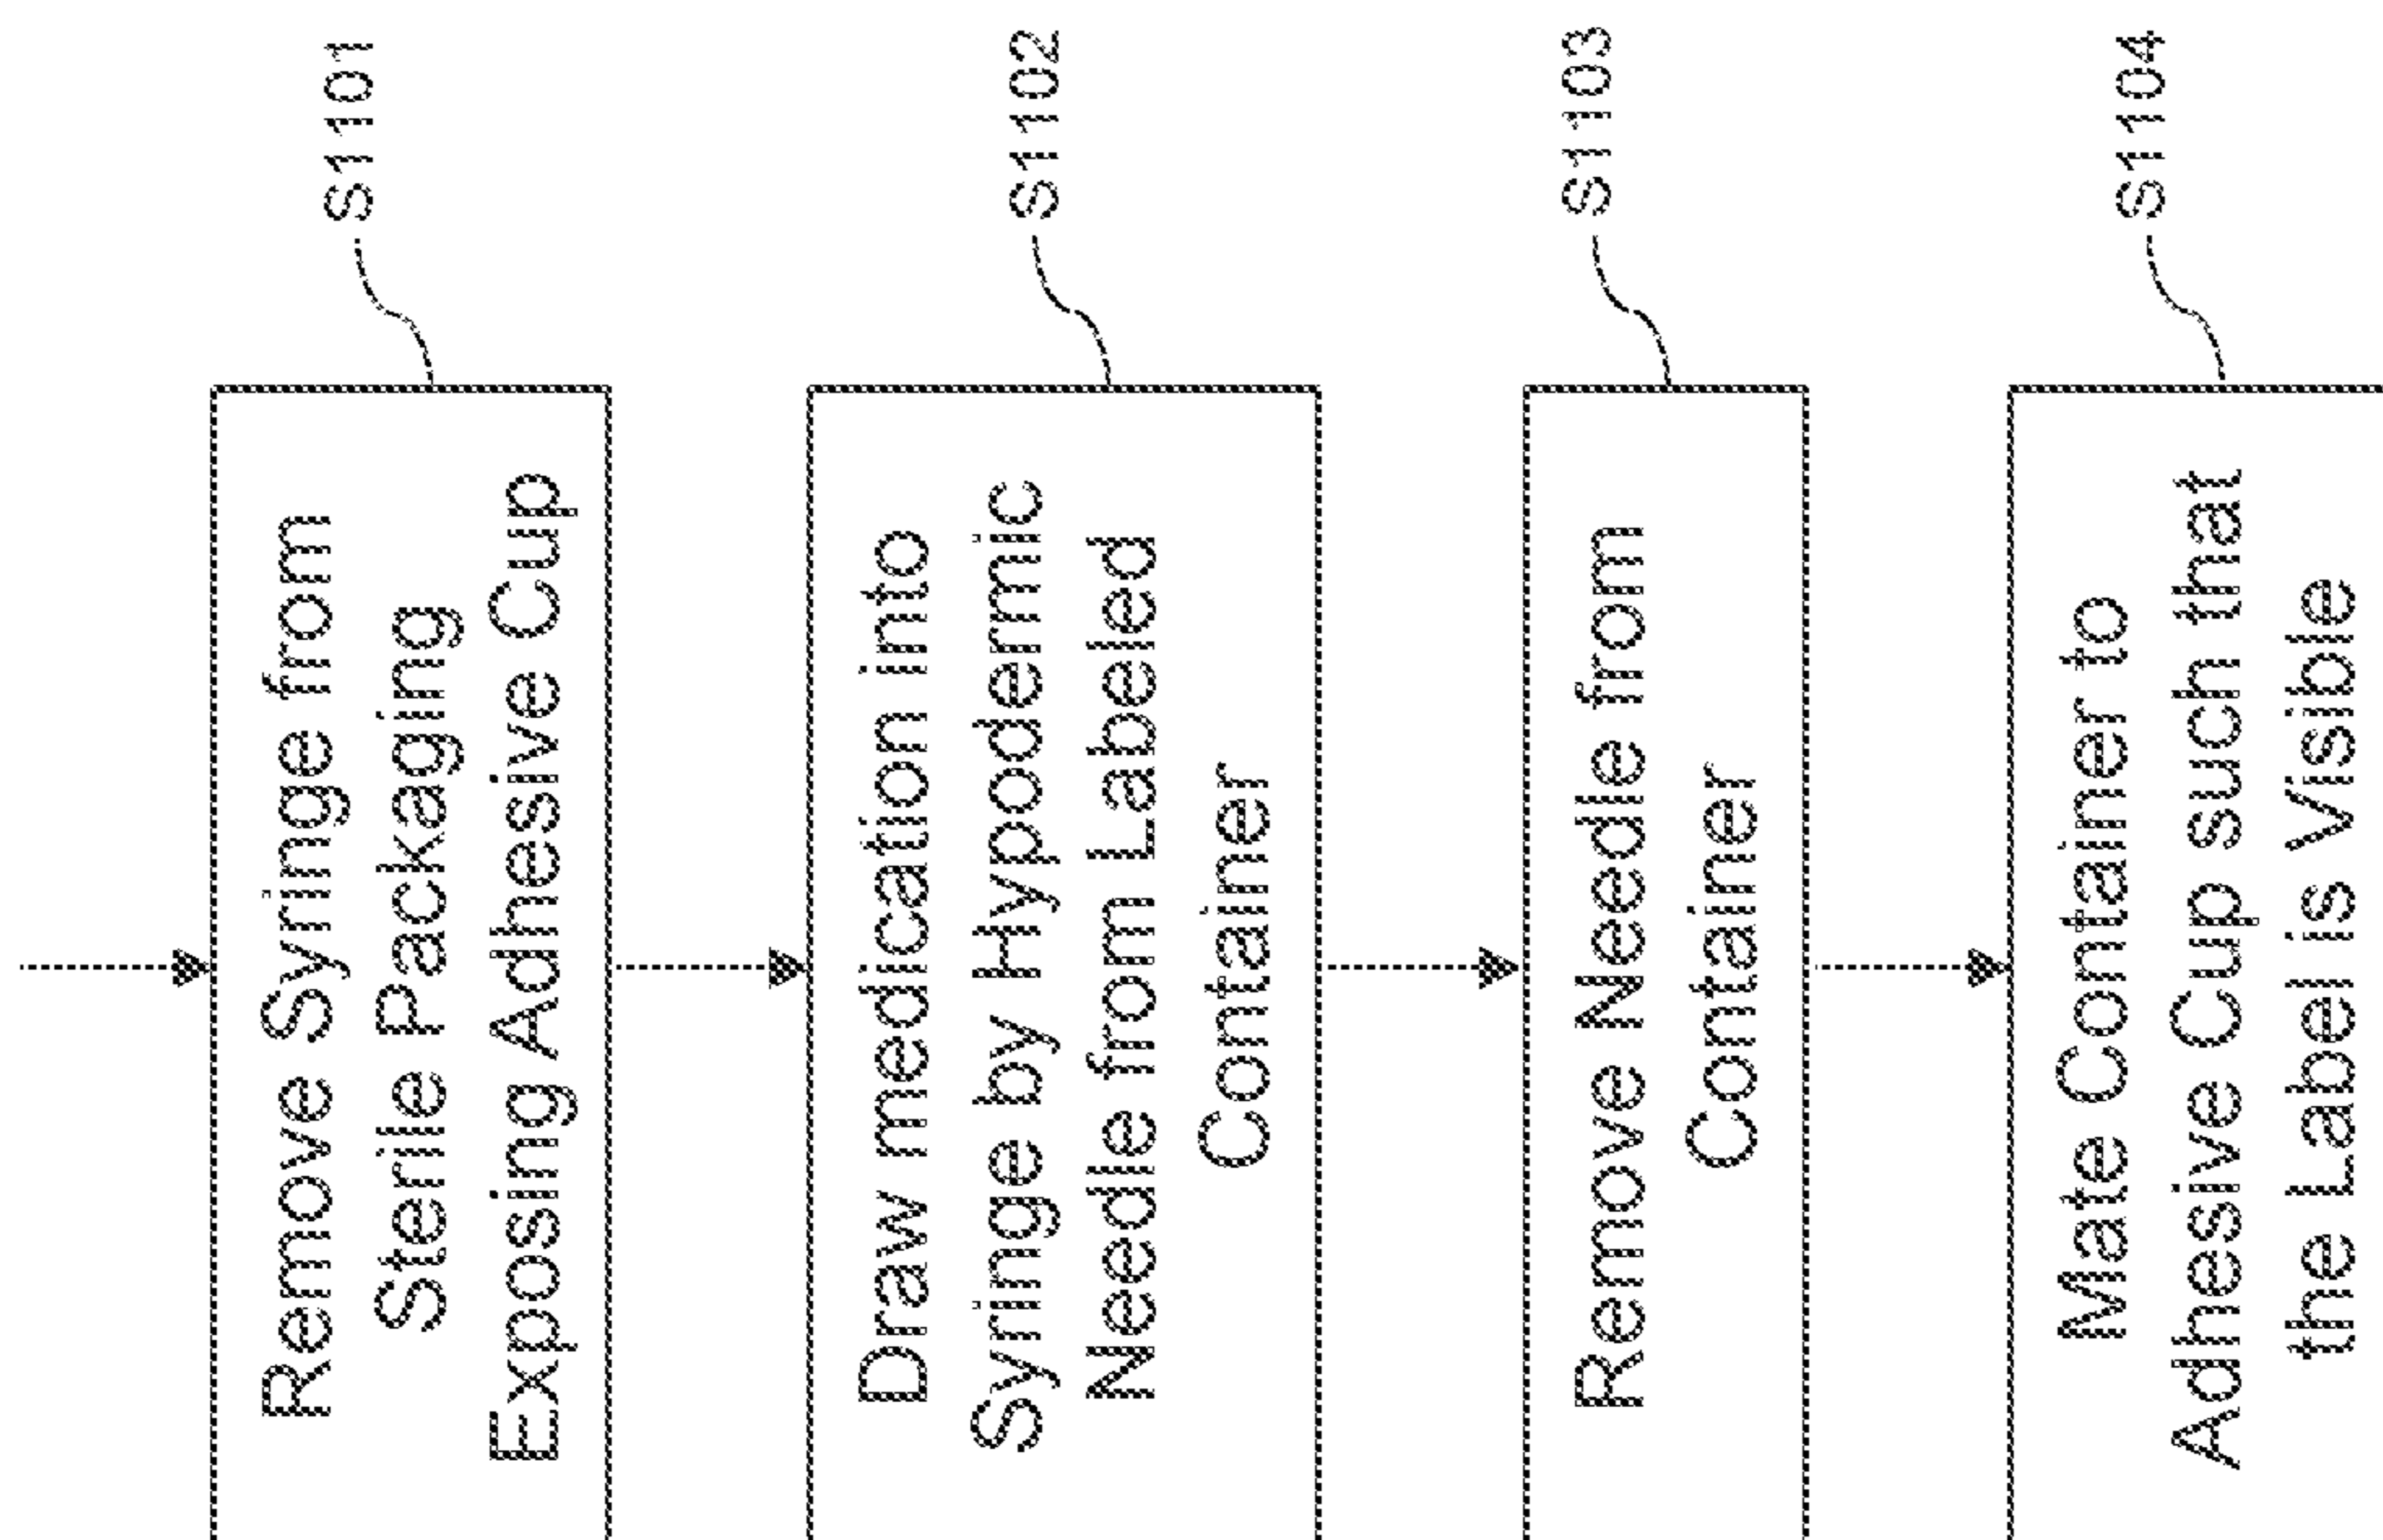 Remove Syringe from
Sterile Packaging
Exposing Adhesive Cup
S1101
Draw medication into
Syringe by Hypodermic
Needle from Labeled
Container
S1102
Remove Needle from
Container
S1103
Mate Container to
Adhesive Cup such that
the Label is Visible
S1104